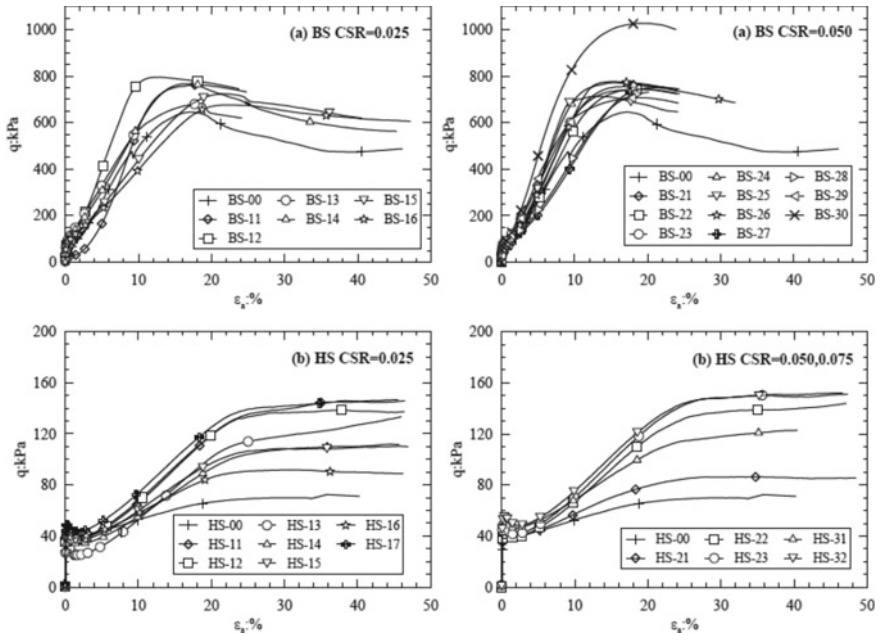 (a) BS CSR=0.025
1000
800
600
400
200
0
q:kPa
BS-00 BS-13 BS-15
BS-11 BS-14 BS-16
BS-12
0 10 20 30 40 50
εa:%
(a) BS CSR=0.050
1000
800
600
400
200
0
q:kPa
BS-00 BS-24 BS-28
BS-21 BS-25 BS-29
BS-22 BS-26 BS-30
BS-23 BS-27
0 10 20 30 40 50
εa:%
(b) HS CSR=0.025
200
160
120
80
40
0
q:kPa
HS-00 HS-13 HS-16
HS-11 HS-14 HS-17
HS-12 HS-15
0 10 20 30 40 50
εa:%
(b) HS CSR=0.050,0.075
200
160
120
80
40
0
q:kPa
HS-00 HS-22 HS-31
HS-21 HS-23 HS-32
0 10 20 30 40 50
εa:%